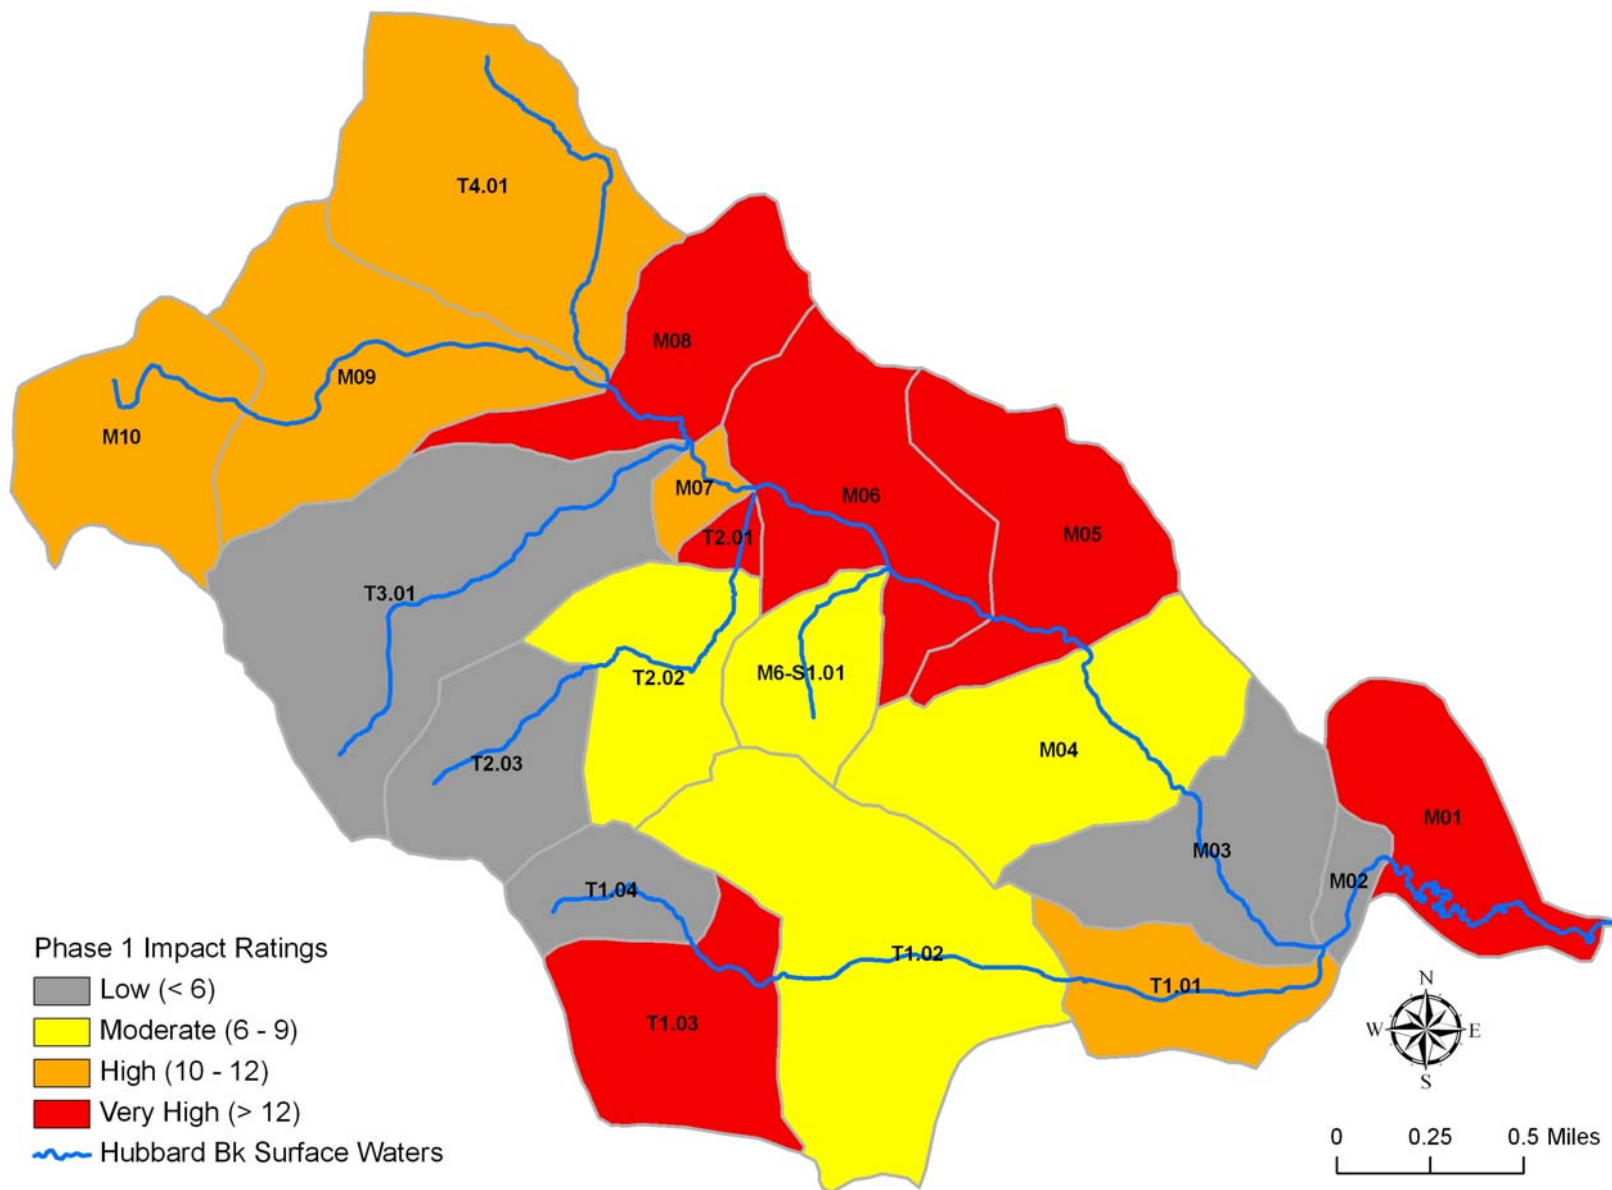 T4.01
M08
M09
M10
M07
M06
T2.01
M05
T3.01
T2.02
M6-S1.01
M04
T2.03
M01
M03
M02
T1.04
T1.02
T1.01
T1.03
Phase 1 Impact Ratings
Low (< 6)
Moderate (6 - 9)
High (10 - 12)
Very High (> 12)
Hubbard Bk Surface Waters
N
W E
S
0 0.25 0.5 Miles